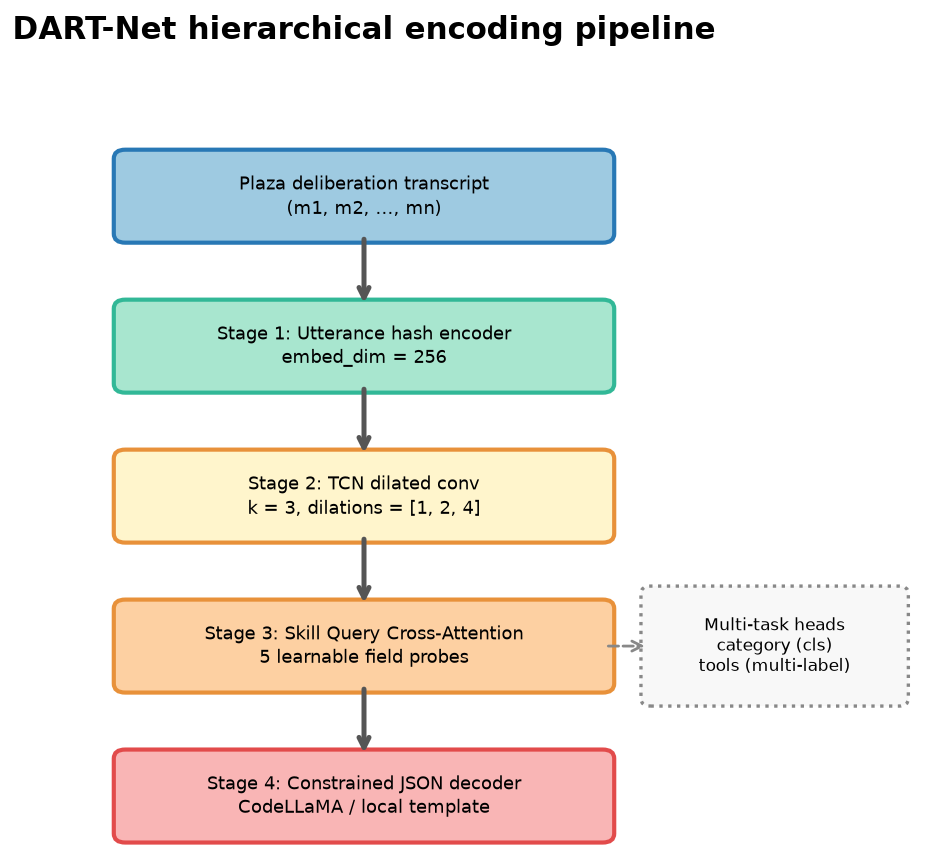 DART-Net hierarchical encoding pipeline
Plaza deliberation transcript
(m1, m2, ..., mn)
Stage 1: Utterance hash encoder
embed_dim = 256
Stage 2: TCN dilated conv
k = 3, dilations = [1, 2, 4]
Stage 3: Skill Query Cross-Attention
5 learnable field probes
Multi-task heads
category (cls)
tools (multi-label)
Stage 4: Constrained JSON decoder
CodeLLaMA / local template